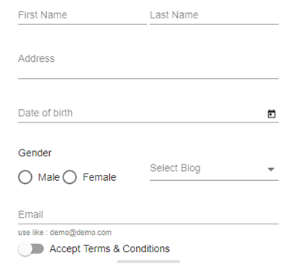 First Name Last Name
Address
Date of birth
Gender
Male Female Select Blog
Email
use like : demo@demo.com
Accept Terms & Conditions